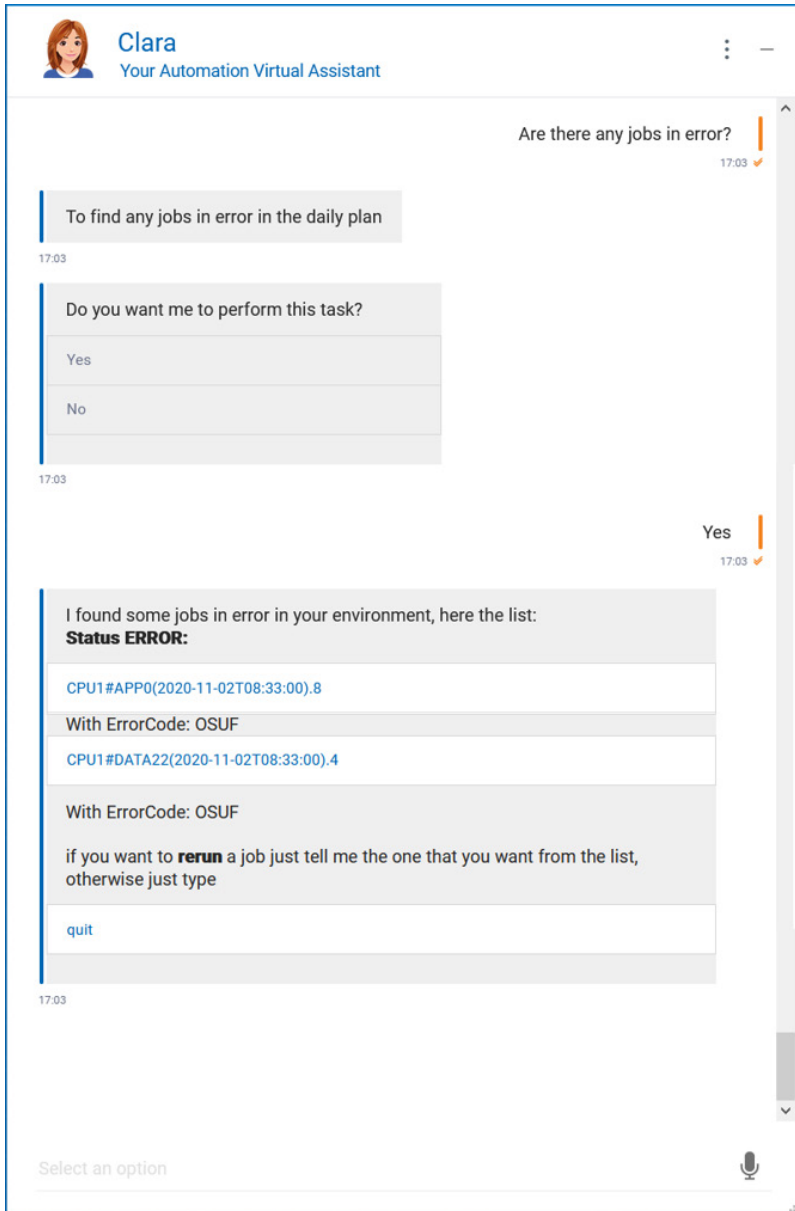 Clara
Your Automation Virtual Assistant
Are there any jobs in error?
17:03
To find any jobs in error in the daily plan
17:03
Do you want me to perform this task?
Yes
No
17:03
Yes
17:03
I found some jobs in error in your environment, here the list:
Status ERROR:
CPU1#APP0(2020-11-02T08:33:00).8
With ErrorCode: OSUF
CPU1#DATA22(2020-11-02T08:33:00).4
With ErrorCode: OSUF
if you want to rerun a job just tell me the one that you want from the list,
otherwise just type
quit
17:03
Select an option